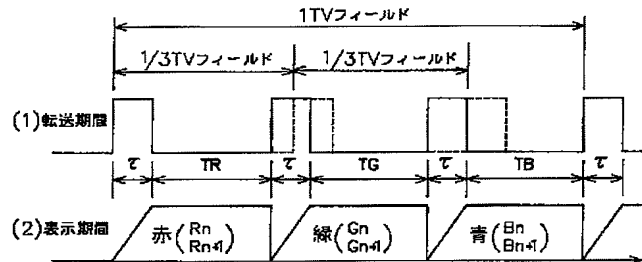 1TVフィールド
1/3TVフィールド 1/3TVフィールド
(1)転送期間
τ TR τ TG τ TB τ
(2)表示期間 赤(Rn Rn+1) 緑(Gn Gn+1) 青(Bn Bn+1)